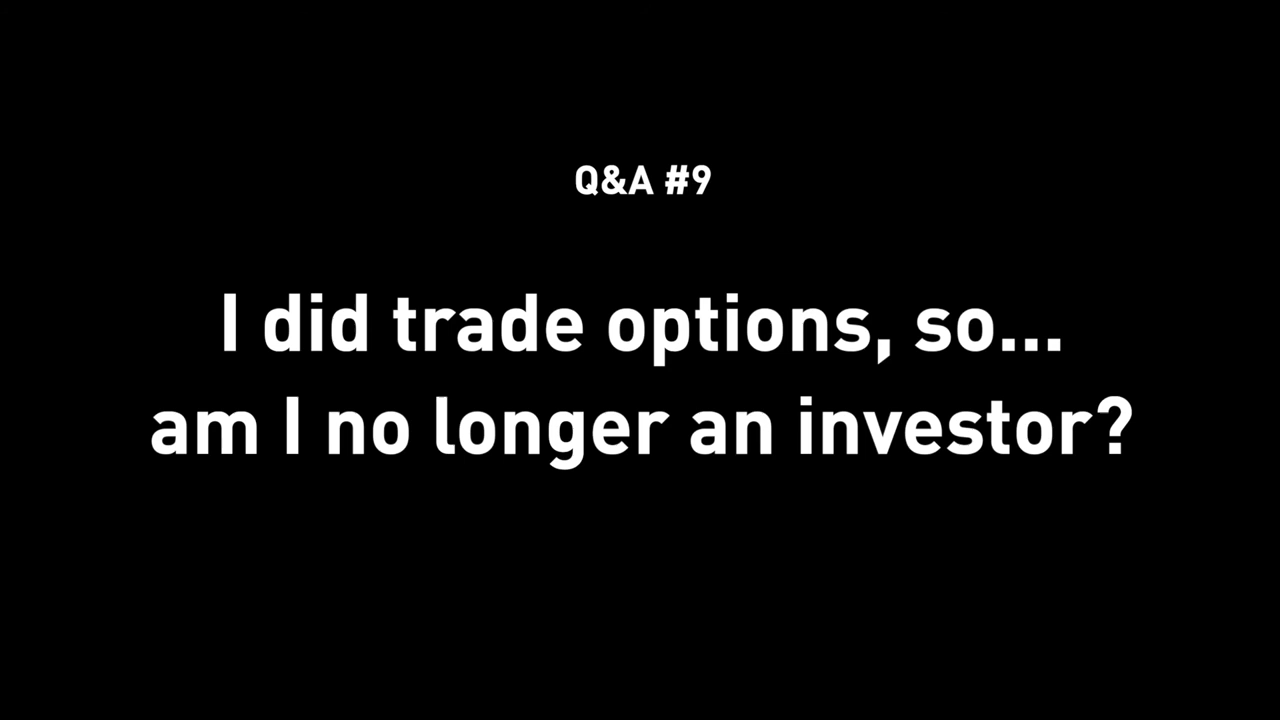 Q&A #9
I did trade options, so...
am I no longer an investor?